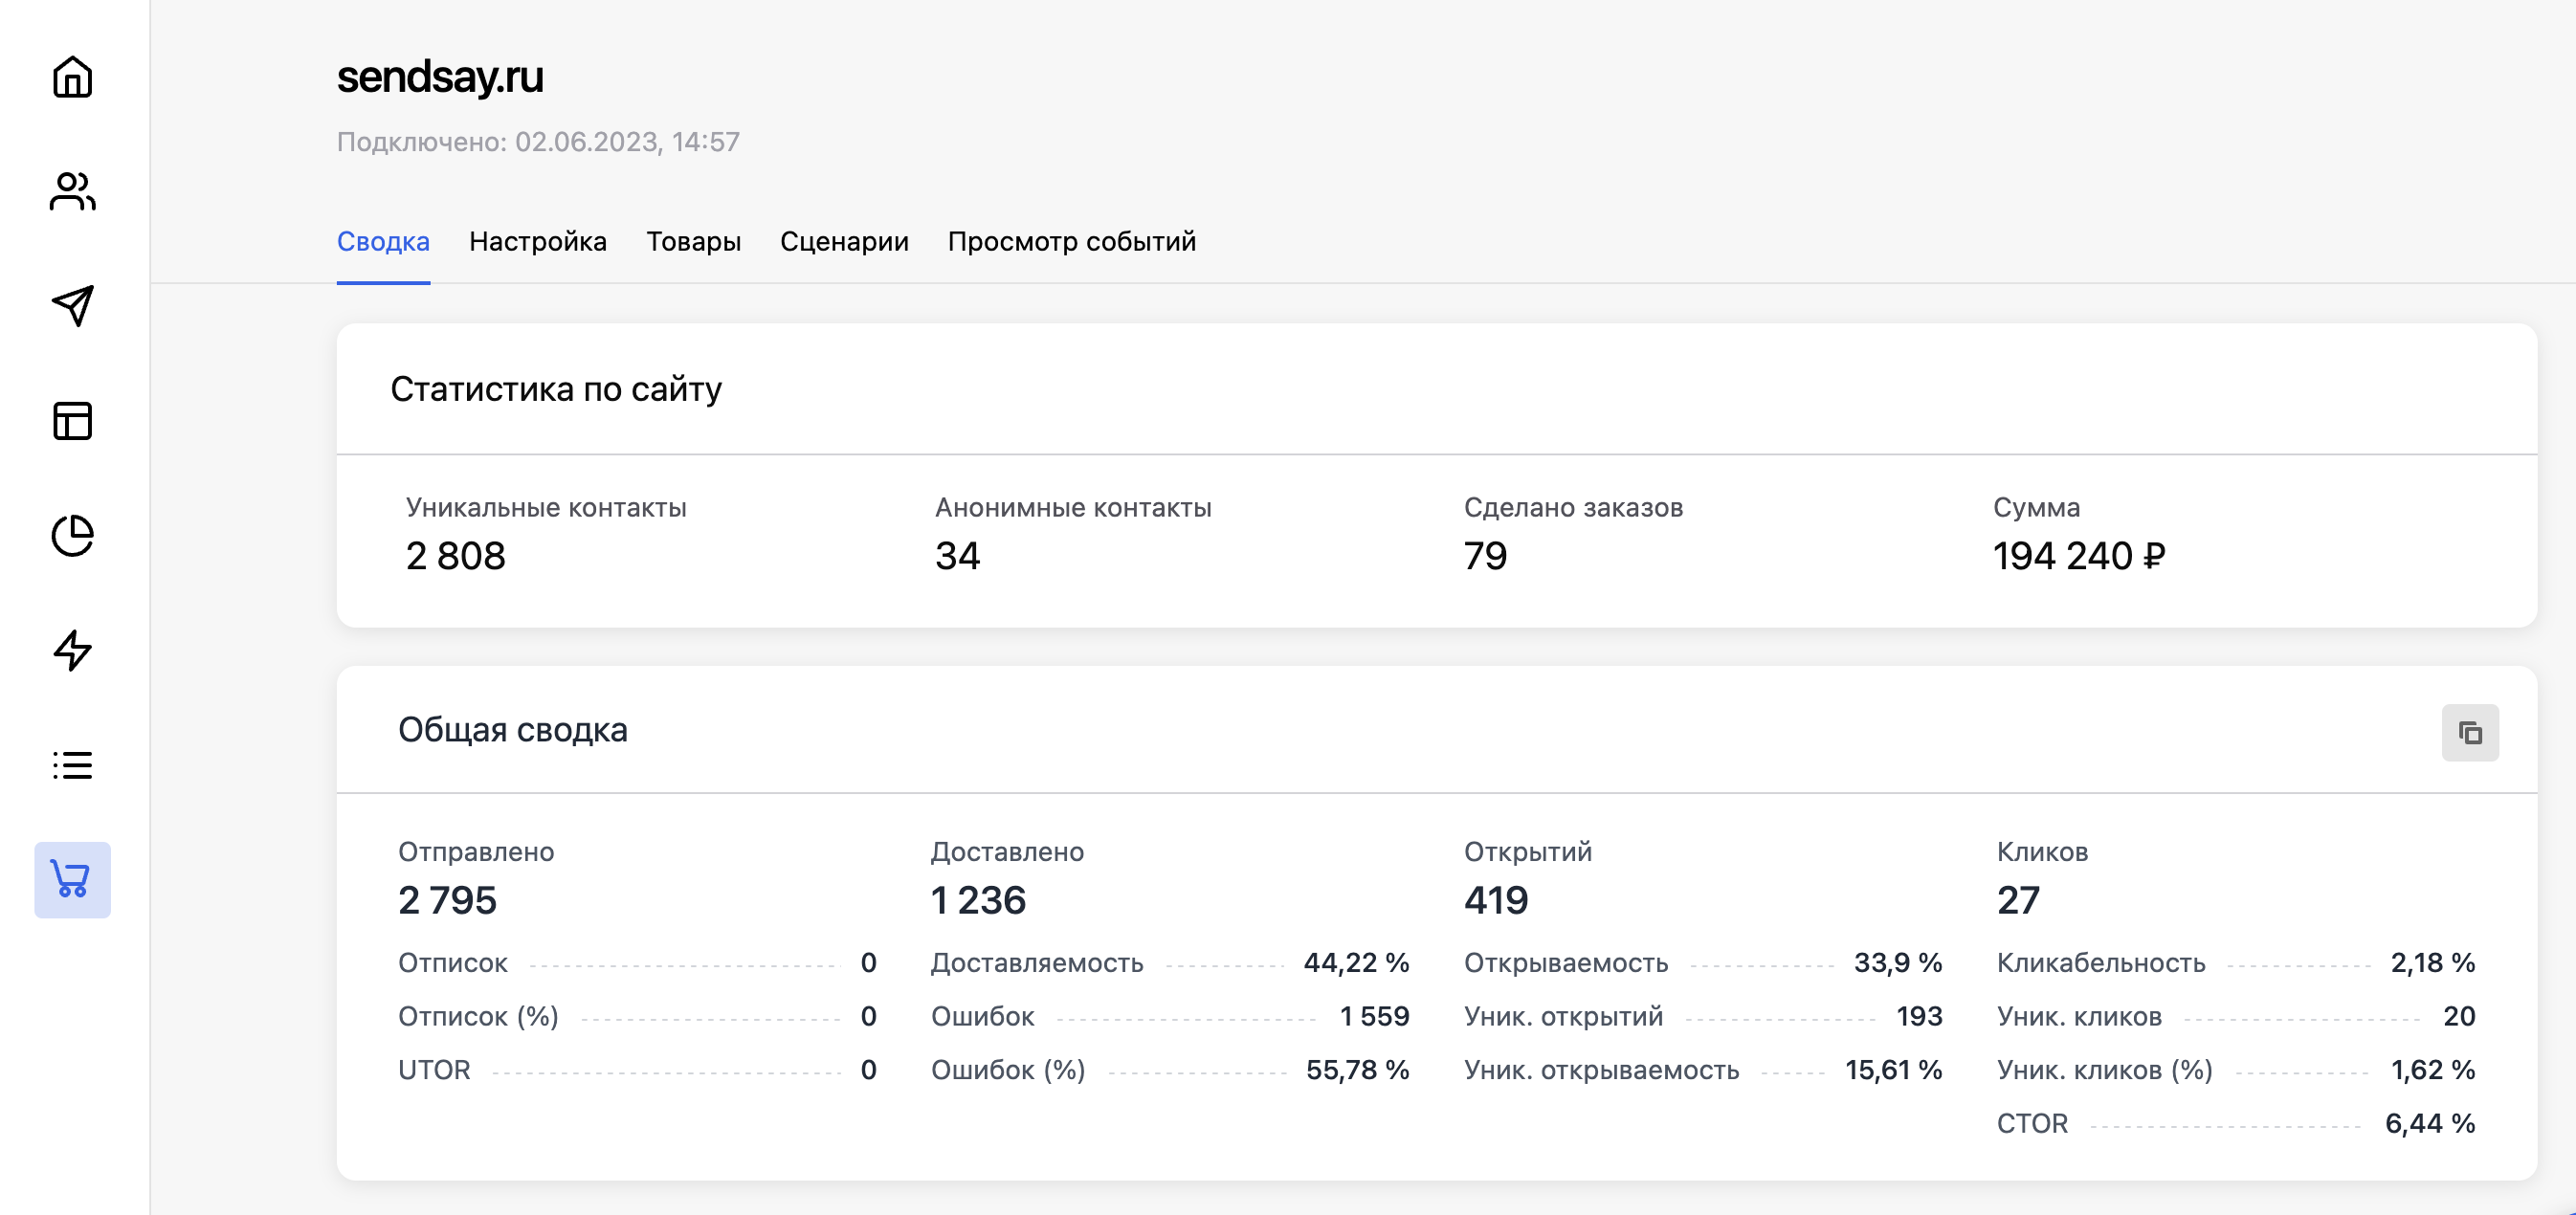 sendsay.ru
Подключено: 02.06.2023, 14:57
Сводка Настройка Товары Сценарии Просмотр событий
Статистика по сайту
Уникальные контакты Анонимные контакты Сделано заказов Сумма
2 808 34 79 194 240 ₽
Общая сводка
Отправлено Доставлено Открытий Кликов
2 795 1 236 419 27
Отписок 0 Доставляемость 44,22 % Открываемость 33,9 % Кликабельность 2,18 %
Отписок (%) 0 Ошибок 1 559 Уник. открытий 193 Уник. кликов 20
UTOR 0 Ошибок (%) 55,78 % Уник. открываемость 15,61 % Уник. кликов (%) 1,62 %
CTOR 6,44 %